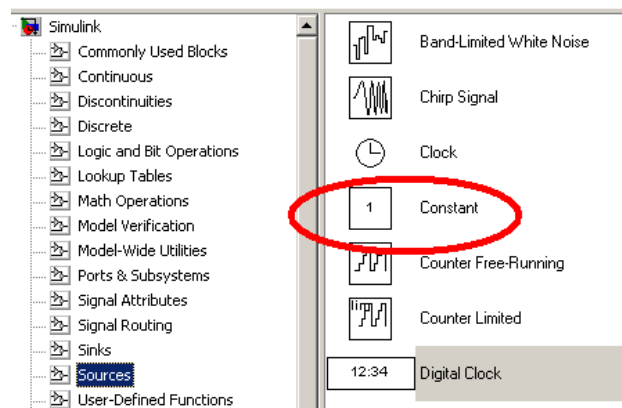 Simulink
Commonly Used Blocks
Continuous
Discontinuities
Discrete
Logic and Bit Operations
Lookup Tables
Math Operations
Model Verification
Model-Wide Utilities
Ports & Subsystems
Signal Attributes
Signal Routing
Sinks
Sources
User-Defined Functions
Band-Limited White Noise
Chirp Signal
Clock
1 Constant
Counter Free-Running
lim Counter Limited
12:34 Digital Clock